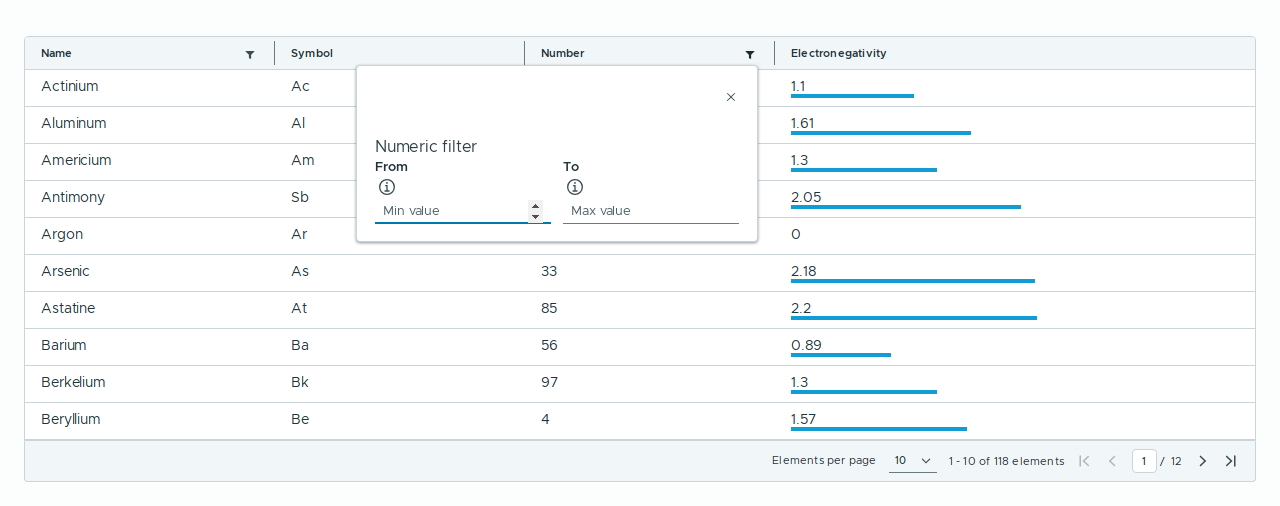 Name Symbol Number Electronegativity
Actinium Ac 1.1
Aluminum Al 1.61
Americium Am 1.3
Antimony Sb 2.05
Argon Ar 0
Numeric filter
From To
Min value Max value
Arsenic As 33 2.18
Astatine At 85 2.2
Barium Ba 56 0.89
Berkelium Bk 97 1.3
Beryllium Be 4 1.57
Elements per page 10 1 - 10 of 118 elements 1 / 12